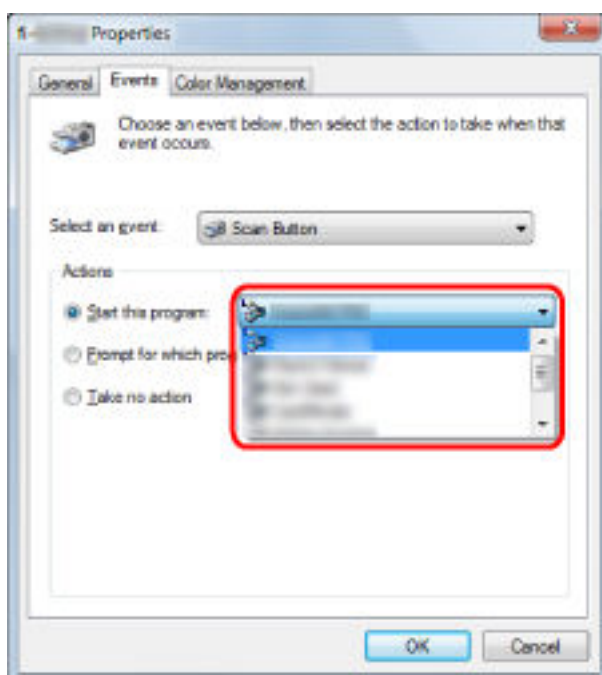 fi- Properties
General Events Color Management
Choose an event below, then select the action to take when that
event occurs.
Select an event: Scan Button
Actions
Start this program:
Prompt for which
Take no action
OK Cancel